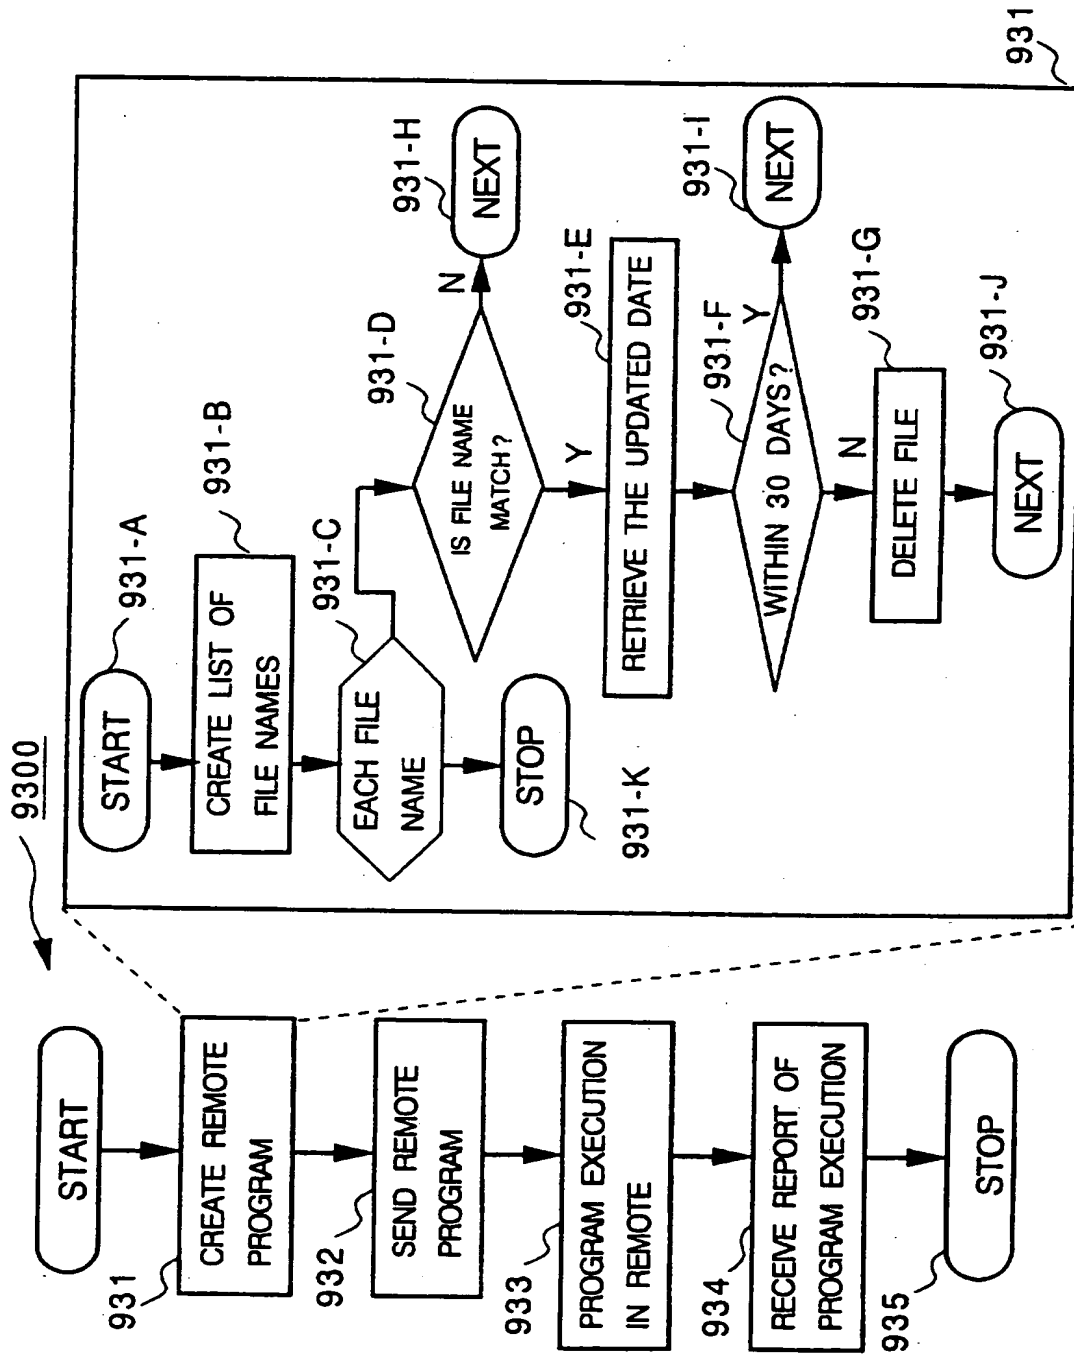 9300
START
931
CREATE REMOTE
PROGRAM
932
SEND REMOTE
PROGRAM
933
PROGRAM EXECUTION
IN REMOTE
934
RECEIVE REPORT OF
PROGRAM EXECUTION
935
STOP
START
931-A
CREATE LIST OF
FILE NAMES
931-B
EACH FILE
NAME
931-C
STOP
931-K
IS FILE NAME
MATCH?
931-D
N
NEXT
931-H
Y
RETRIEVE THE UPDATED DATE
931-E
WITHIN 30 DAYS?
931-F
Y
NEXT
931-I
N
DELETE FILE
931-G
NEXT
931-J
931